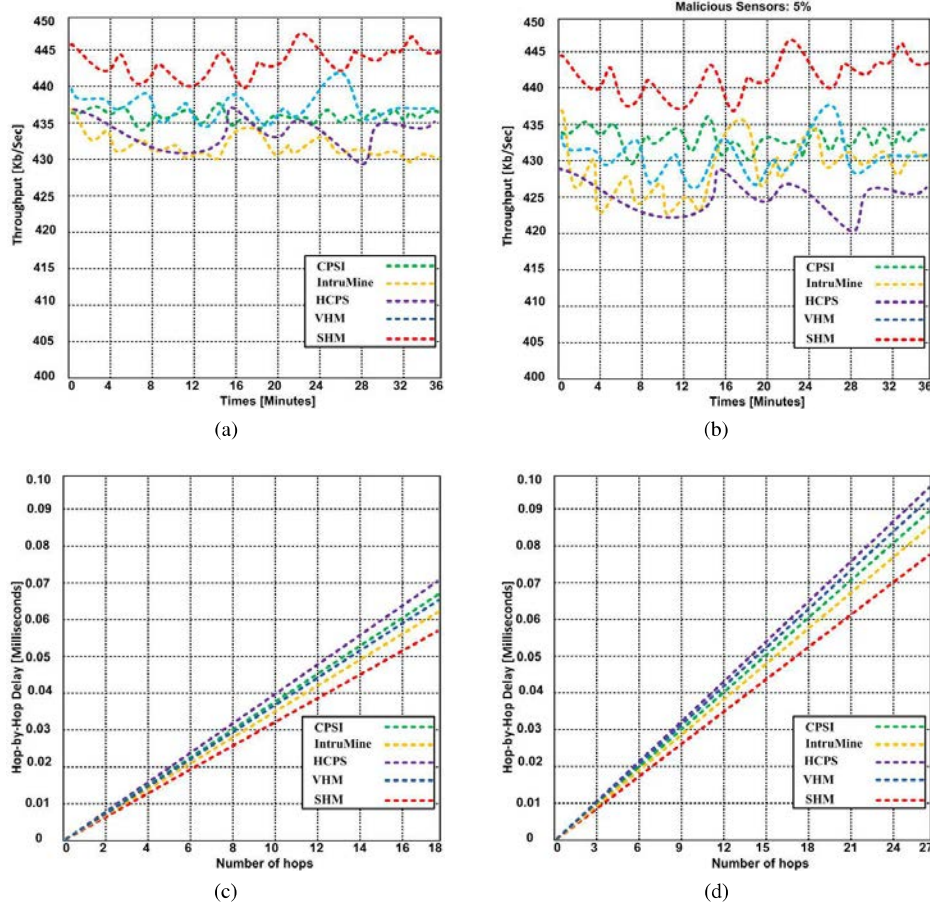 Malicious Sensors: 5%
Throughput [Kb/Sec]
450
445
440
435
430
425
420
415
410
405
400
0 4 8 12 16 20 24 28 32 36
Times [Minutes]
CPSI
IntruMine
HCPS
VHM
SHM
(a)
Throughput [Kb/Sec]
450
445
440
435
430
425
420
415
410
405
400
0 4 8 12 16 20 24 28 32 36
Times [Minutes]
CPSI
IntruMine
HCPS
VHM
SHM
(b)
Hop-by-Hop Delay [Milliseconds]
0.10
0.09
0.08
0.07
0.06
0.05
0.04
0.03
0.02
0.01
0
0 2 4 6 8 10 12 14 16 18
Number of hops
CPSI
IntruMine
HCPS
VHM
SHM
(c)
Hop-by-Hop Delay [Milliseconds]
0.10
0.09
0.08
0.07
0.06
0.05
0.04
0.03
0.02
0.01
0
0 3 6 9 12 15 18 21 24 27
Number of hops
CPSI
IntruMine
HCPS
VHM
SHM
(d)